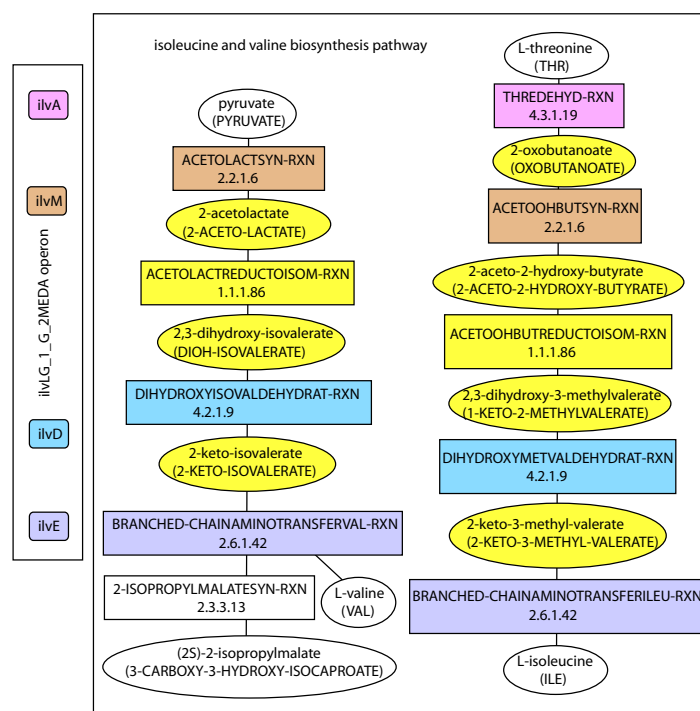 isoleucine and valine biosynthesis pathway
ilvA
ilvM
ilvLG_1_G_2MEDA operon
ilvD
ilvE
pyruvate
(PYRUVATE)
ACETOLACTSYN-RXN
2.2.1.6
2-acetolactate
(2-ACETO-LACTATE)
ACETOLACTREDUCTOISOM-RXN
1.1.1.86
2,3-dihydroxy-isovalerate
(DIOH-ISOVALERATE)
DIHYDROXYISOVALDEHYDRAT-RXN
4.2.1.9
2-keto-isovalerate
(2-KETO-ISOVALERATE)
BRANCHED-CHAINAMINOTRANSFERVAL-RXN
2.6.1.42
2-ISOPROPYLMALATESYN-RXN
2.3.3.13
L-valine
(VAL)
(2S)-2-isopropylmalate
(3-CARBOXY-3-HYDROXY-ISOCAPROATE)
L-threonine
(THR)
THREDEHYD-RXN
4.3.1.19
2-oxobutanoate
(OXOBUTANOATE)
ACETOOHBUTSYN-RXN
2.2.1.6
2-aceto-2-hydroxy-butyrate
(2-ACETO-2-HYDROXY-BUTYRATE)
ACETOOHBUTREDUCTOISOM-RXN
1.1.1.86
2,3-dihydroxy-3-methylvalerate
(1-KETO-2-METHYLVALERATE)
DIHYDROXYMETVALDEHYDRAT-RXN
4.2.1.9
2-keto-3-methyl-valerate
(2-KETO-3-METHYL-VALERATE)
BRANCHED-CHAINAMINOTRANSFERILEU-RXN
2.6.1.42
L-isoleucine
(ILE)